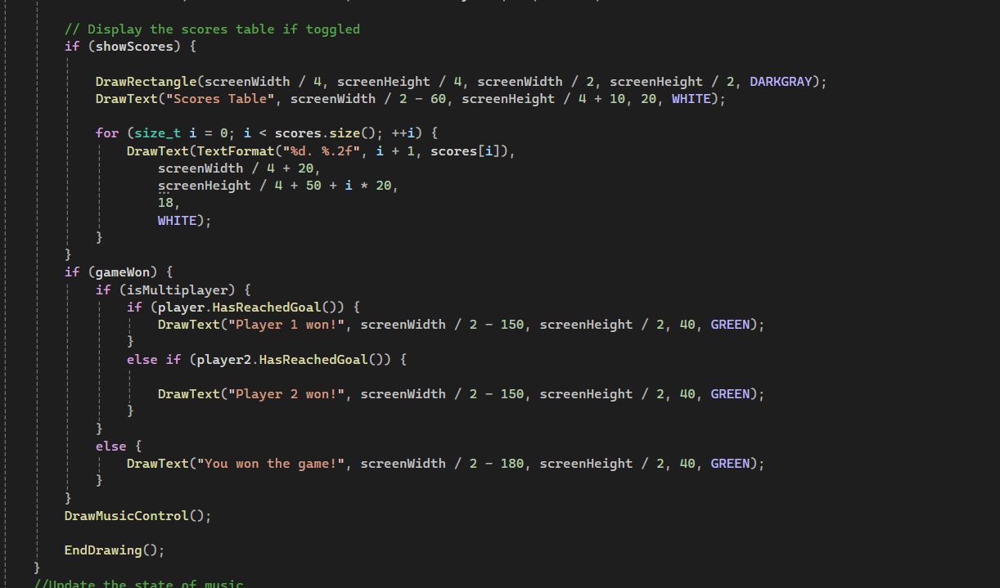 // Display the scores table if toggled
if (showScores) {
DrawRectangle(screenWidth / 4, screenHeight / 4, screenWidth / 2, screenHeight / 2, DARKGRAY);
DrawText("Scores Table", screenWidth / 2 - 60, screenHeight / 4 + 10, 20, WHITE);
for (size_t i = 0; i < scores.size(); ++i) {
DrawText(TextFormat("%d. %.2f", i + 1, scores[i]),
screenWidth / 4 + 20,
screenHeight / 4 + 50 + i * 20,
18,
WHITE);
}
}
if (gameWon) {
if (isMultiplayer) {
if (player.HasReachedGoal()) {
DrawText("Player 1 won!", screenWidth / 2 - 150, screenHeight / 2, 40, GREEN);
}
else if (player2.HasReachedGoal()) {
DrawText("Player 2 won!", screenWidth / 2 - 150, screenHeight / 2, 40, GREEN);
}
}
else {
DrawText("You won the game!", screenWidth / 2 - 180, screenHeight / 2, 40, GREEN);
}
}
DrawMusicControl();
EndDrawing();
}
//Update the state of music